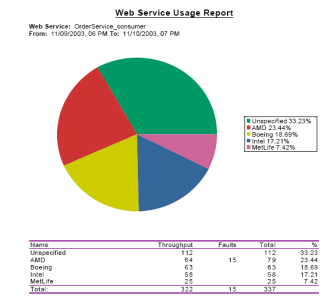 Web Service Usage Report
Web Service: OrderService_consumer
From: 11/09/2003, 06 PM To: 11/10/2003, 07 PM
Unspecified 33.23%
AMD 23.44%
Boeing 18.69%
Intel 17.21%
MetLife 7.42%
Name Throughput Faults Total %
Unspecified 112 112 33.23
AMD 64 15 79 23.44
Boeing 63 63 18.69
Intel 58 58 17.21
MetLife 25 25 7.42
Total: 322 15 337